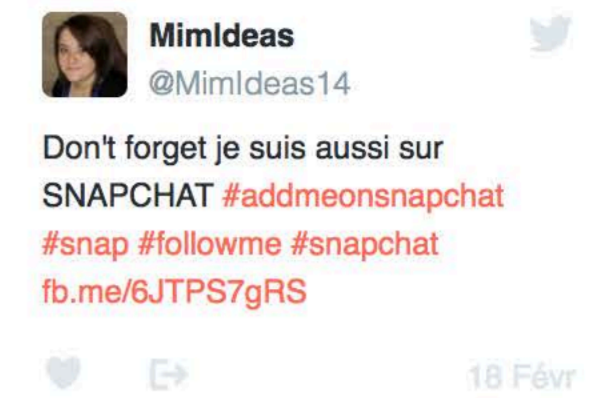 MimIdeas
@MimIdeas14
Don't forget je suis aussi sur
SNAPCHAT #addmeonsnapchat
#snap #followme #snapchat
fb.me/6JTPS7gRS
18 Févr